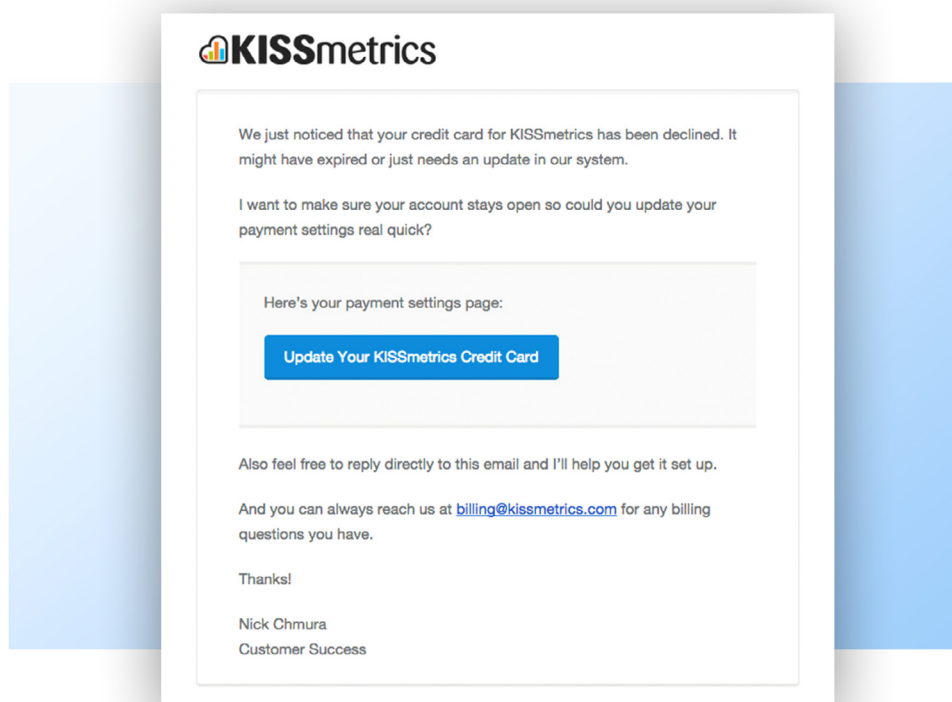 KISSmetrics
We just noticed that your credit card for KISSmetrics has been declined. It
might have expired or just needs an update in our system.
I want to make sure your account stays open so could you update your
payment settings real quick?
Here's your payment settings page:
Update Your KISSmetrics Credit Card
Also feel free to reply directly to this email and I'll help you get it set up.
And you can always reach us at billing@kissmetrics.com for any billing
questions you have.
Thanks!
Nick Chmura
Customer Success